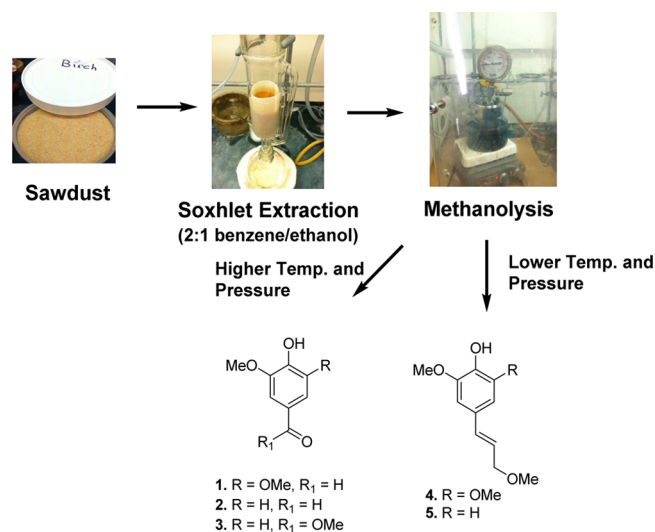 Birch
Sawdust
Soxhlet Extraction
(2:1 benzene/ethanol)
Methanolysis
Higher Temp. and
Pressure
Lower Temp. and
Pressure
OH
MeO
R
R1
O
1. R = OMe, R1 = H
2. R = H, R1 = H
3. R = H, R1 = OMe
OH
MeO
R
OMe
4. R = OMe
5. R = H